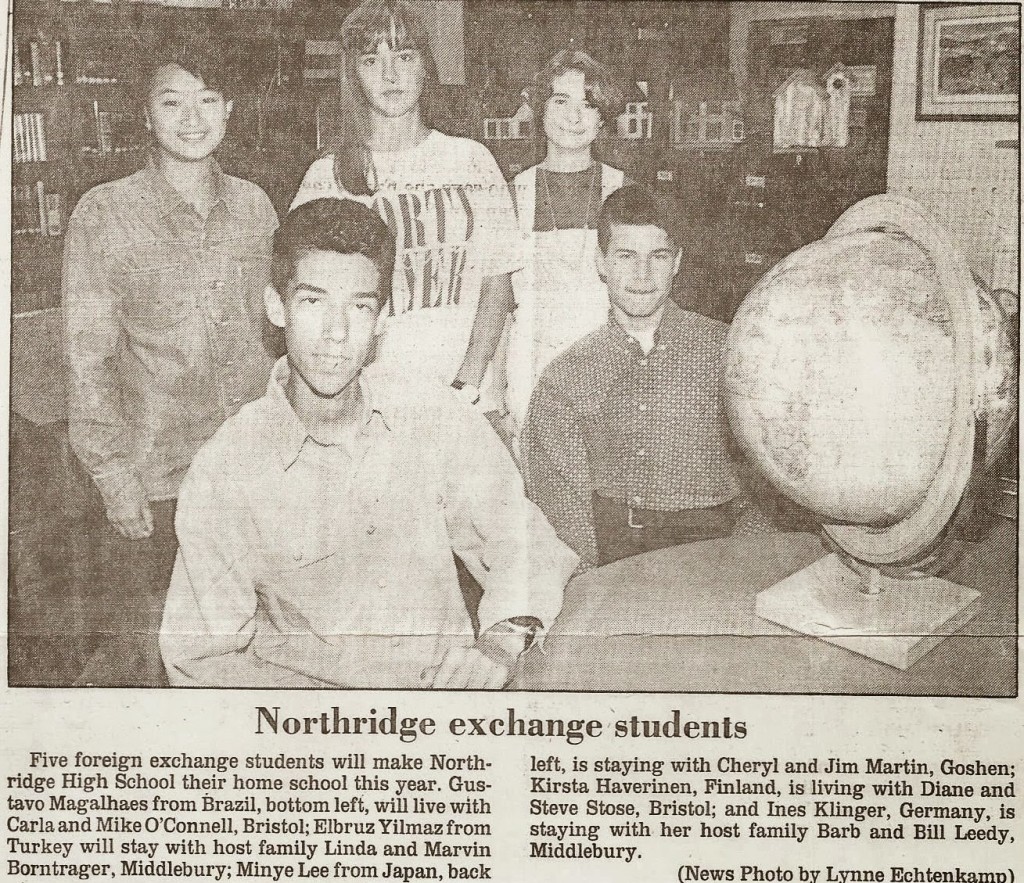 ORTY
SER
Northridge exchange students
Five foreign exchange students will make North-
ridge High School their home school this year. Gus-
tavo Magalhaes from Brazil, bottom left, will live with
Carla and Mike O'Connell, Bristol; Elbruz Yilmaz from
Turkey will stay with host family Linda and Marvin
Borntrager, Middlebury; Minye Lee from Japan, back
left, is staying with Cheryl and Jim Martin, Goshen;
Kirsta Haverinen, Finland, is living with Diane and
Steve Stose, Bristol; and Ines Klinger, Germany, is
staying with her host family Barb and Bill Leedy,
Middlebury.
(News Photo by Lynne Echtenkamp)